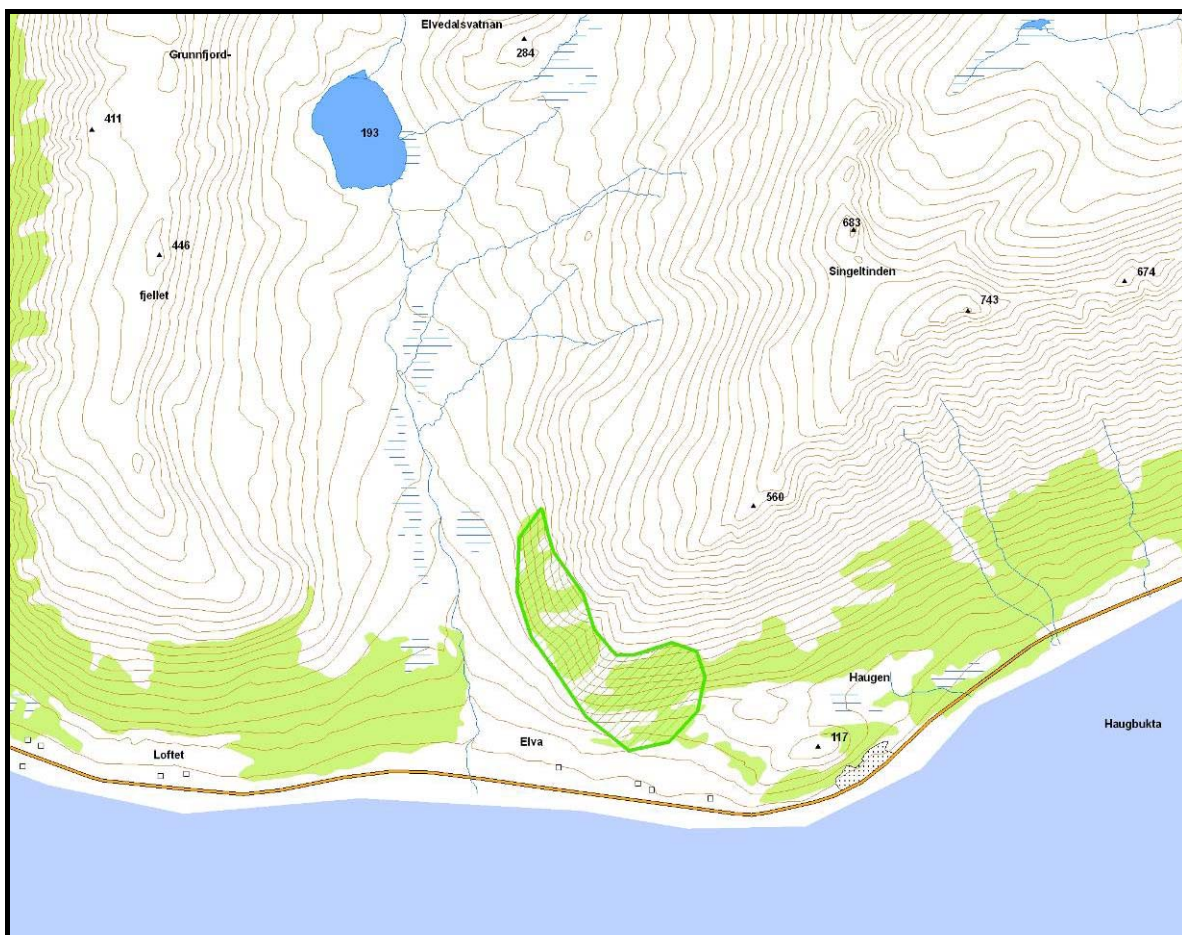 Elvedalsvatnan
284
Grunnfjord-
411
193
683
446
Singeltinden
674
fjellet
743
560
Haugen
Haugbukta
117
Elva
Loftet